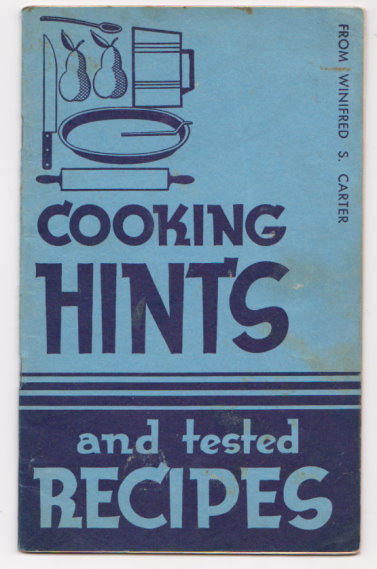 FROM WINIFRED S. CARTER
COOKING
HINTS
and tested
RECIPES